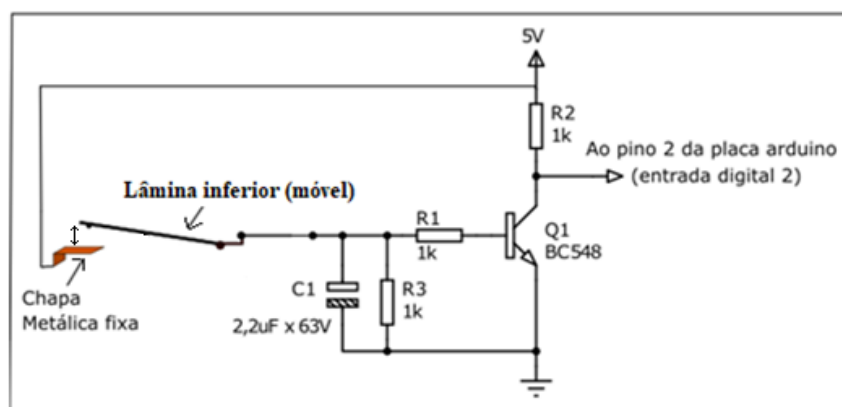 5V
R2
1k
Ao pino 2 da placa arduino
(entrada digital 2)
Lâmina inferior (móvel)
R1
1k
Q1
BC548
Chapa
Metálica fixa
C1
2,2uF x 63V
R3
1k